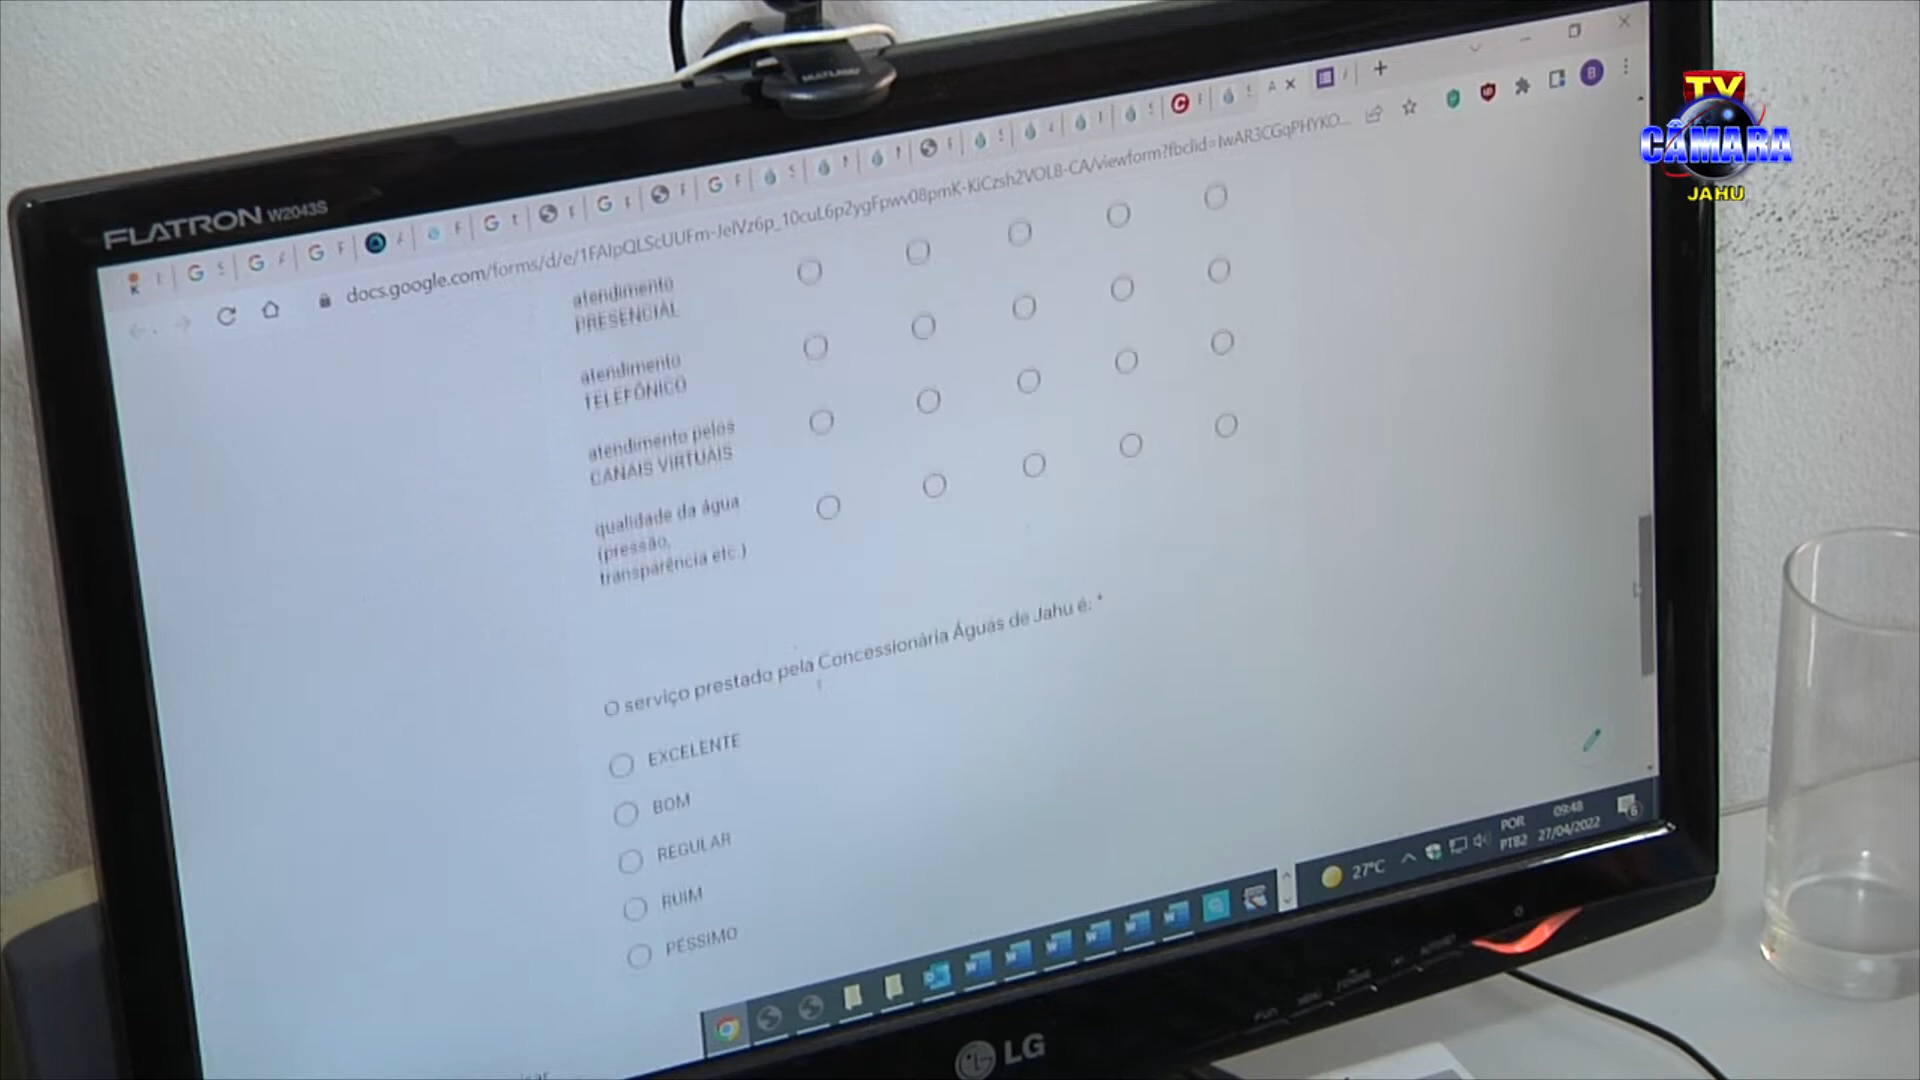 TV
CÂMARA
JAHU
FLATRON W2043S
docs.google.com/forms/d/e/1FAIpQLScUUFm-JeIVz6p_10cuL6p2ygFpwv08pmK-KiCzsh2VOL8-CA/viewform?fbclid=IwAR3CGqPHYKO...
atendimento
PRESENCIAL
atendimento
TELEFÔNICO
atendimento pelos
CANAIS VIRTUAIS
qualidade da água
(pressão,
transparência etc.)
O serviço prestado pela Concessionária Águas de Jahu é: *
EXCELENTE
BOM
REGULAR
RUIM
PÉSSIMO
27°C
POR
PTB2
09:48
27/04/2022
LG